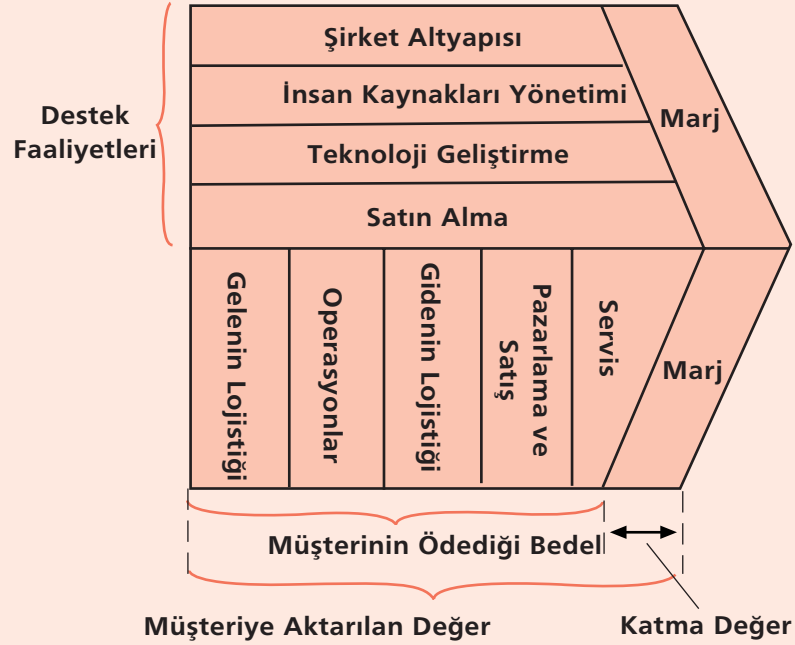 Şirket Altyapısı
İnsan Kaynakları Yönetimi
Teknoloji Geliştirme
Satın Alma
Destek
Faaliyetleri
Marj
Gelenin Lojistiği
Operasyonlar
Gidenin Lojistiği
Pazarlama ve
Satış
Servis
Marj
Müşterinin Ödediği Bedel
Müşteriye Aktarılan Değer
Katma Değer